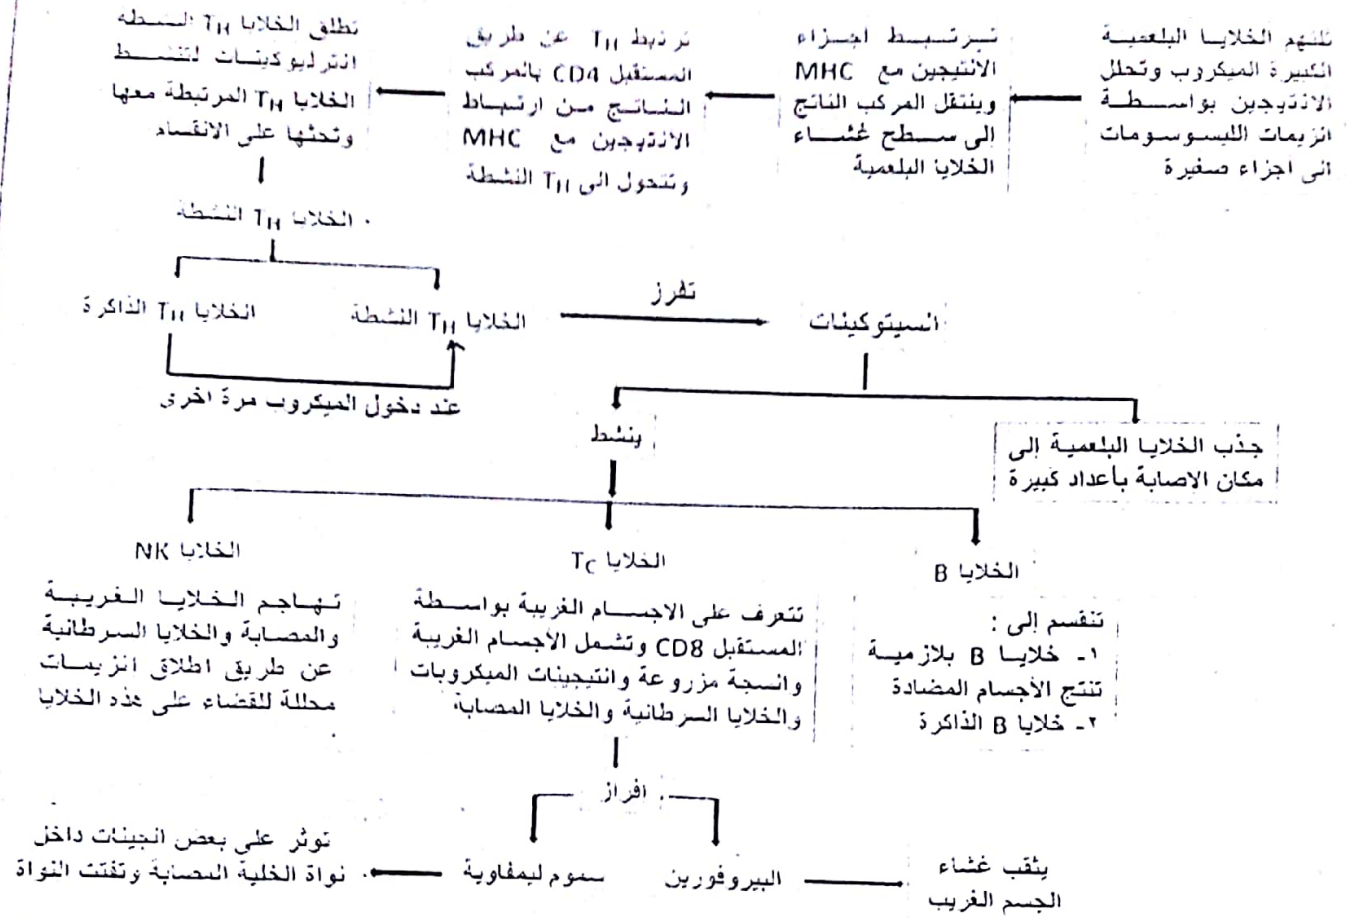 تلتهم الخلايا البلعمية
الكبيرة الميكروب وتحلل
الانتيجين بواسطة
انزيمات الليسوسومات
الى اجزاء صغيرة
ترتبط اجزاء
الانتيجين مع MHC
وينتقل المركب الناتج
إلى سطح غشاء
الخلايا البلعمية
ترتبط TH عن طريق
المستقبل CD4 بالمركب
الناتج من ارتباط
الانتيجين مع MHC
وتتحول الى TH النشطة
تطلق الخلايا TH النشطة
انترليوكينات لتنشط
الخلايا TH المرتبطة معها
وتحثها على الانقسام
الخلايا TH النشطة
الخلايا TH الذاكرة
الخلايا TH النشطة
تفرز
السيتوكينات
عند دخول الميكروب مرة اخرى
ينشط
جذب الخلايا البلعمية إلى
مكان الاصابة بأعداد كبيرة
الخلايا B
تنقسم إلى :
١- خلايا B بلازمية
تنتج الأجسام المضادة
٢- خلايا B الذاكرة
الخلايا TC
تتعرف على الاجسام الغريبة بواسطة
المستقبل CD8 وتشمل الأجسام الغريبة
وانسجة مزروعة وانتيجينات الميكروبات
والخلايا السرطانية والخلايا المصابة
الخلايا NK
تهاجم الخلايا الغريبة
والمصابة والخلايا السرطانية
عن طريق اطلاق انزيمات
محللة للقضاء على هذه الخلايا
افراز
البيروفورين
يثقب غشاء
الجسم الغريب
سموم ليمفاوية
توثر على بعض الجينات داخل
نواة الخلية المصابة وتفتت النواة